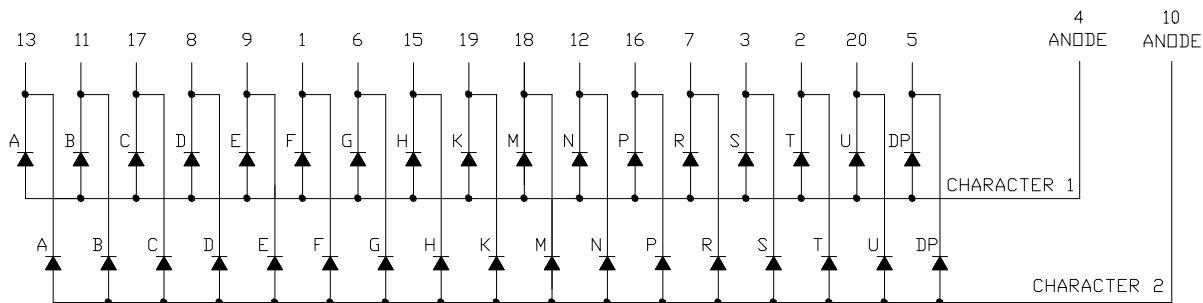 4 10
13 11 17 8 9 1 6 15 19 18 12 16 7 3 2 20 5 ANODE ANODE
A B C D E F G H K M N P R S T U DP
CHARACTER 1
A B C D E F G H K M N P R S T U DP
CHARACTER 2